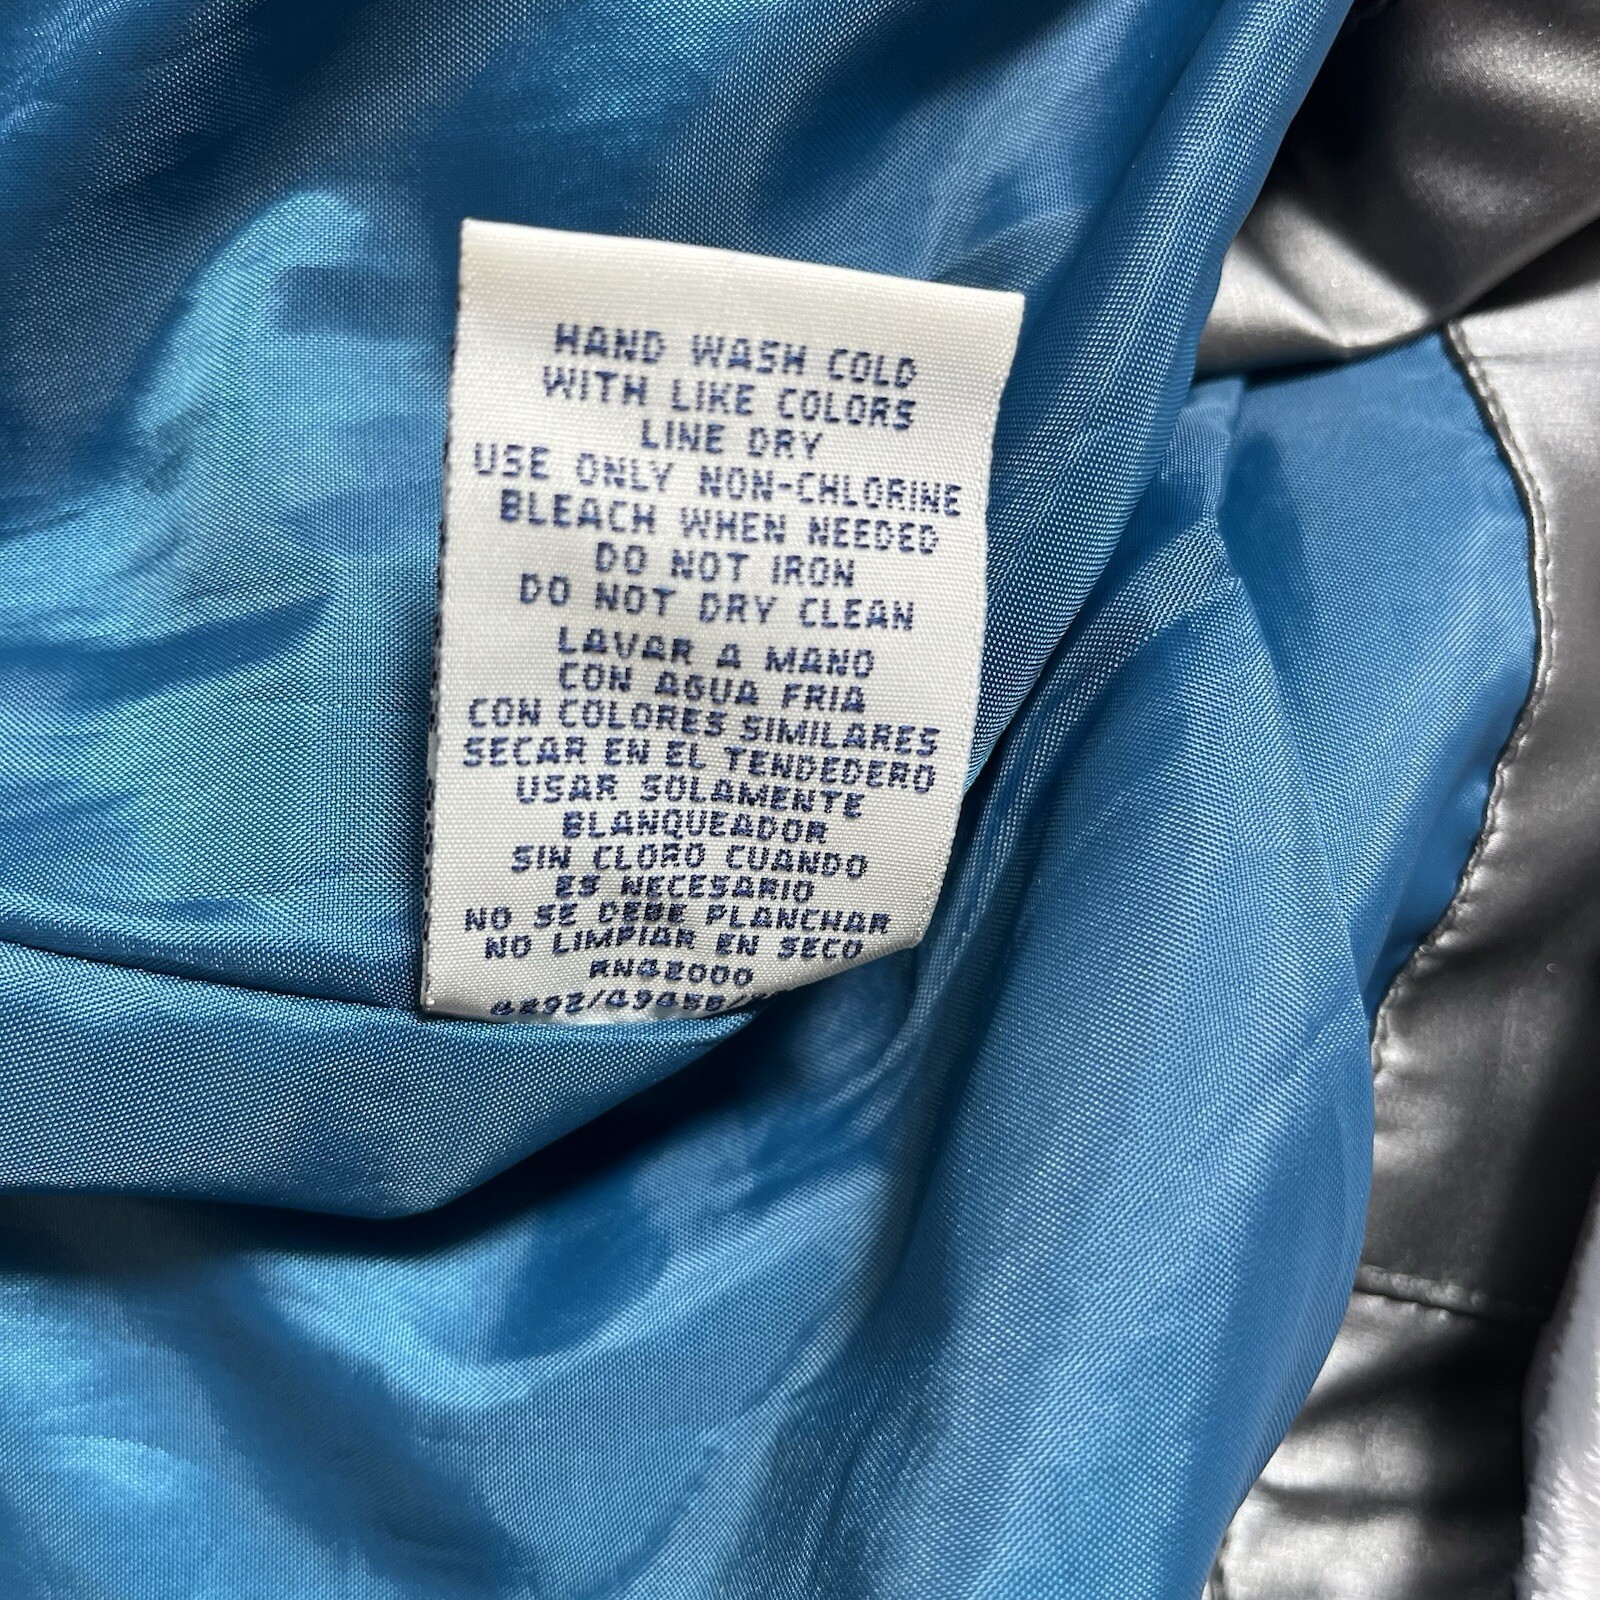 HAND WASH COLD
WITH LIKE COLORS
LINE DRY
USE ONLY NON-CHLORINE
BLEACH WHEN NEEDED
DO NOT IRON
DO NOT DRY CLEAN
LAVAR A MANO
CON AGUA FRIA
CON COLORES SIMILARES
SECAR EN EL TENDEDERO
USAR SOLAMENTE
BLANQUEADOR
SIN CLORO CUANDO
ES NECESARIO
NO SE DEBE PLANCHAR
NO LIMPIAR EN SECO
RN42000